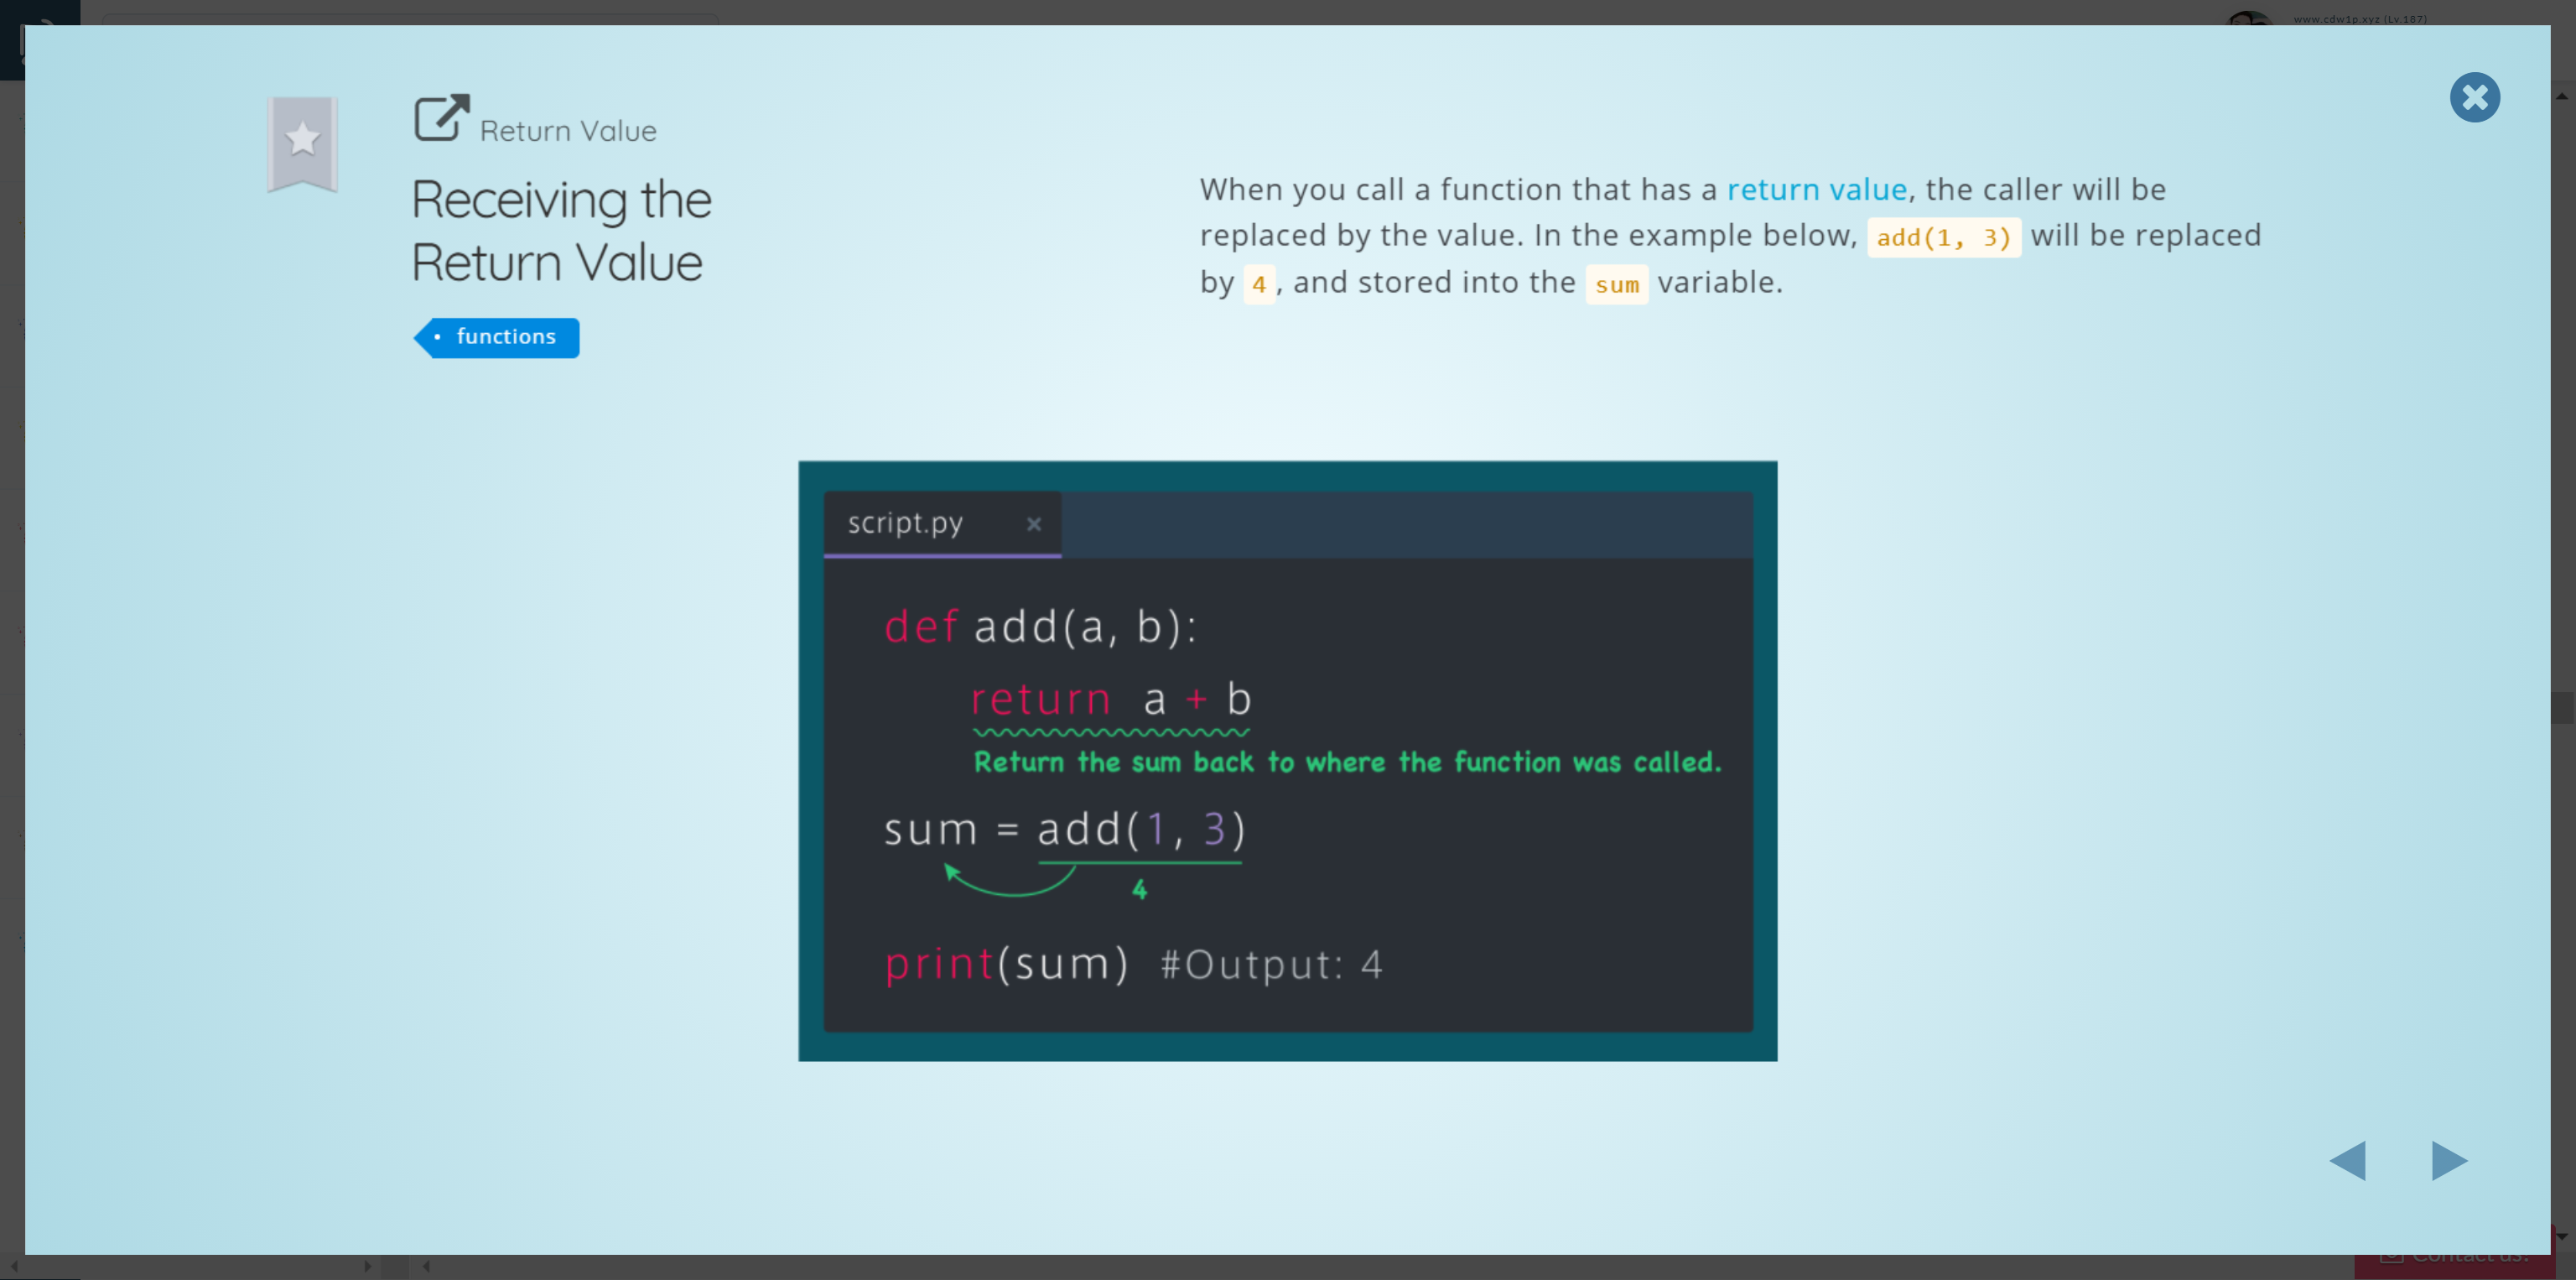 www.cdw1p.xyz (Lv.187)
Return Value
Receiving the
Return Value
functions
When you call a function that has a return value, the caller will be
replaced by the value. In the example below, add(1, 3) will be replaced
by 4, and stored into the sum variable.
script.py
def add(a, b):
return a + b
Return the sum back to where the function was called.
sum = add(1, 3)
4
print(sum) #Output: 4
Contact us!